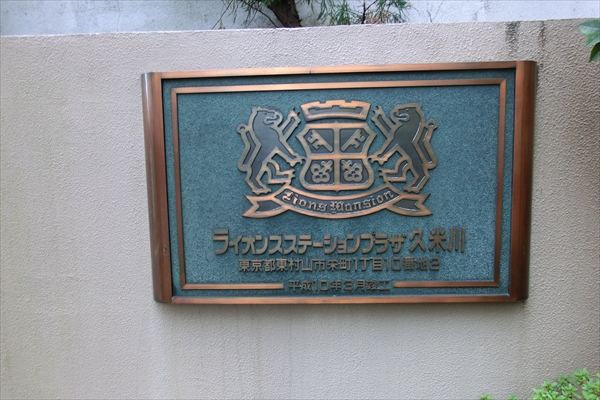 Lions Mansion
ライオンズステーションプラザ久米川
東京都東村山市栄町1丁目10番地2
平成10年3月竣工